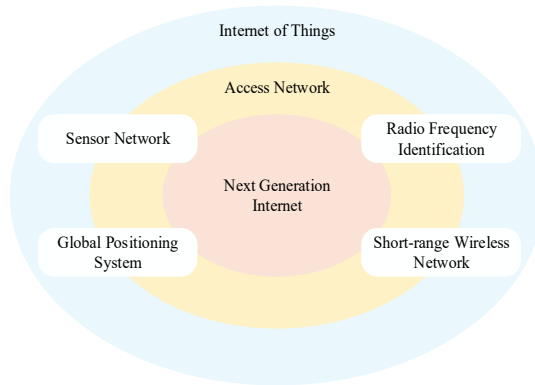 Internet of Things
Access Network
Sensor Network
Radio Frequency
Identification
Next Generation
Internet
Global Positioning
System
Short-range Wireless
Network